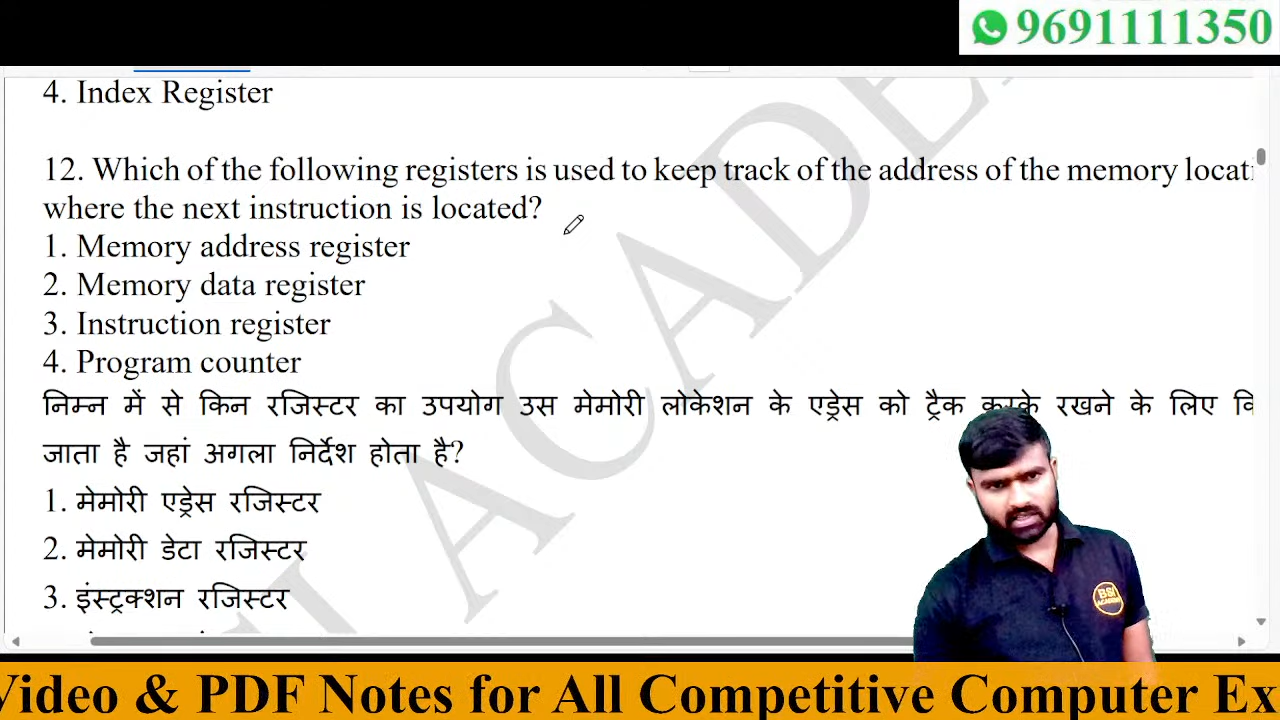 9691111350
4. Index Register
12. Which of the following registers is used to keep track of the address of the memory locati
where the next instruction is located?
1. Memory address register
2. Memory data register
3. Instruction register
4. Program counter
निम्न में से किन रजिस्टर का उपयोग उस मेमोरी लोकेशन के एड्रेस को ट्रैक करके रखने के लिए कि
जाता है जहां अगला निर्देश होता है?
1. मेमोरी एड्रेस रजिस्टर
2. मेमोरी डेटा रजिस्टर
3. इंस्ट्रक्शन रजिस्टर
BSI
ACADEMY
Video & PDF Notes for All Competitive Computer Ex